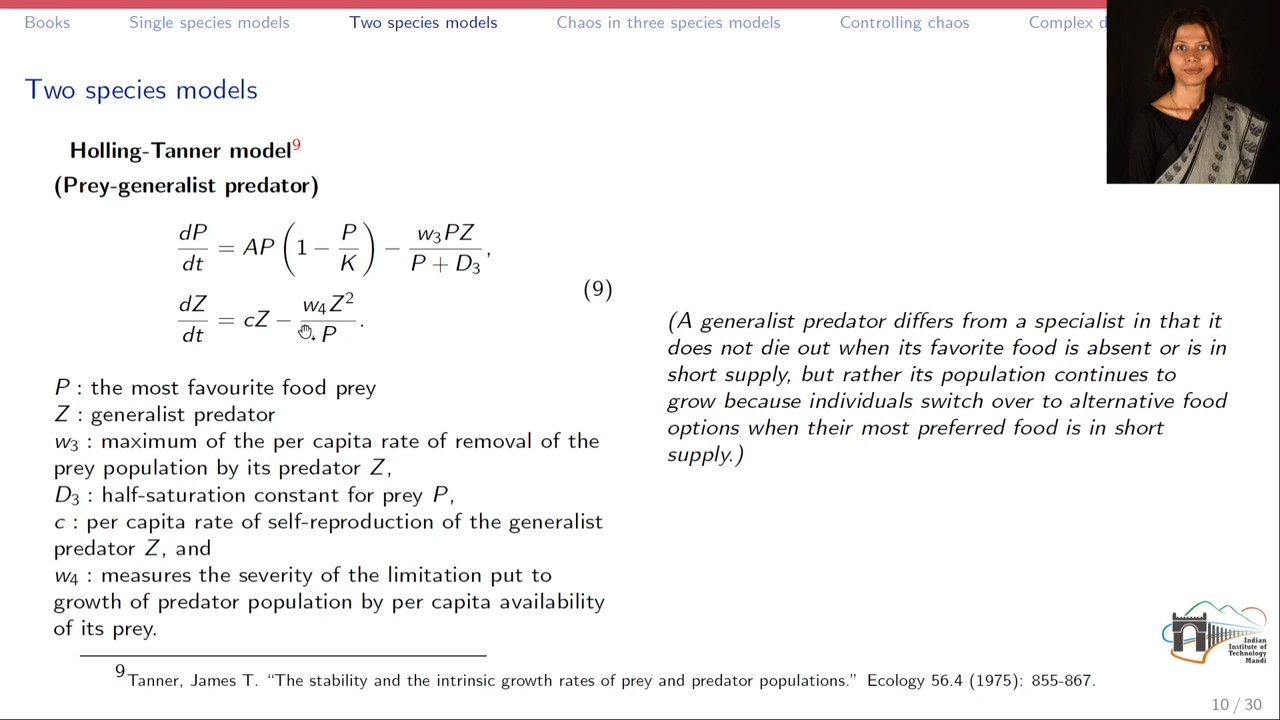 Books Single species models Two species models Chaos in three species models Controlling chaos Complex d
Two species models
Holling-Tanner model9
(Prey-generalist predator)
dP/dt = AP (1 − P/K) − w3PZ/(P + D3),
dZ/dt = cZ − w4Z²/P.
(9)
P : the most favourite food prey
Z : generalist predator
w3 : maximum of the per capita rate of removal of the
prey population by its predator Z,
D3 : half-saturation constant for prey P,
c : per capita rate of self-reproduction of the generalist
predator Z, and
w4 : measures the severity of the limitation put to
growth of predator population by per capita availability
of its prey.
(A generalist predator differs from a specialist in that it
does not die out when its favorite food is absent or is in
short supply, but rather its population continues to
grow because individuals switch over to alternative food
options when their most preferred food is in short
supply.)
9Tanner, James T. “The stability and the intrinsic growth rates of prey and predator populations.” Ecology 56.4 (1975): 855-867.
Indian
Institute of
Technology
Mandi
10 / 30